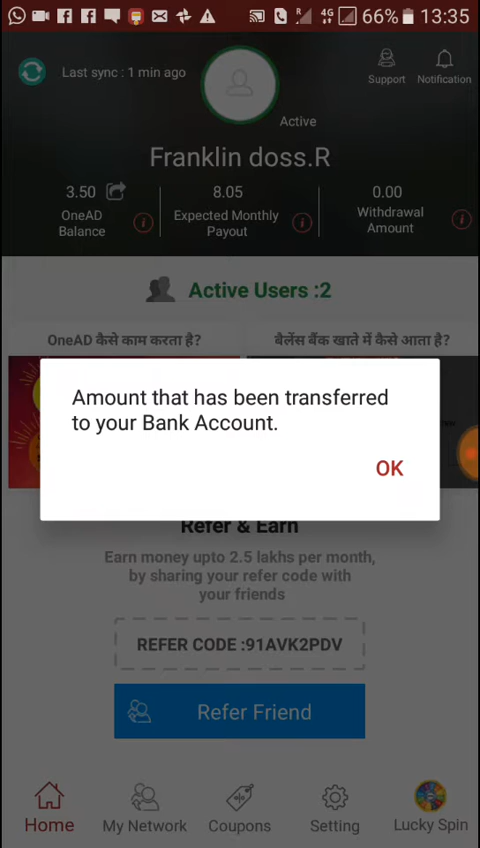 66% 13:35
Last sync : 1 min ago
Support
Notification
Active
Franklin doss.R
3.50
8.05
0.00
OneAD
Balance
Expected Monthly
Payout
Withdrawal
Amount
Active Users :2
OneAD कैसे काम करता है?
बैलेंस बैंक खाते में कैसे आता है?
Amount that has been transferred
to your Bank Account.
OK
Refer & Earn
Earn money upto 2.5 lakhs per month,
by sharing your refer code with
your friends
REFER CODE :91AVK2PDV
Refer Friend
Home
My Network
Coupons
Setting
Lucky Spin